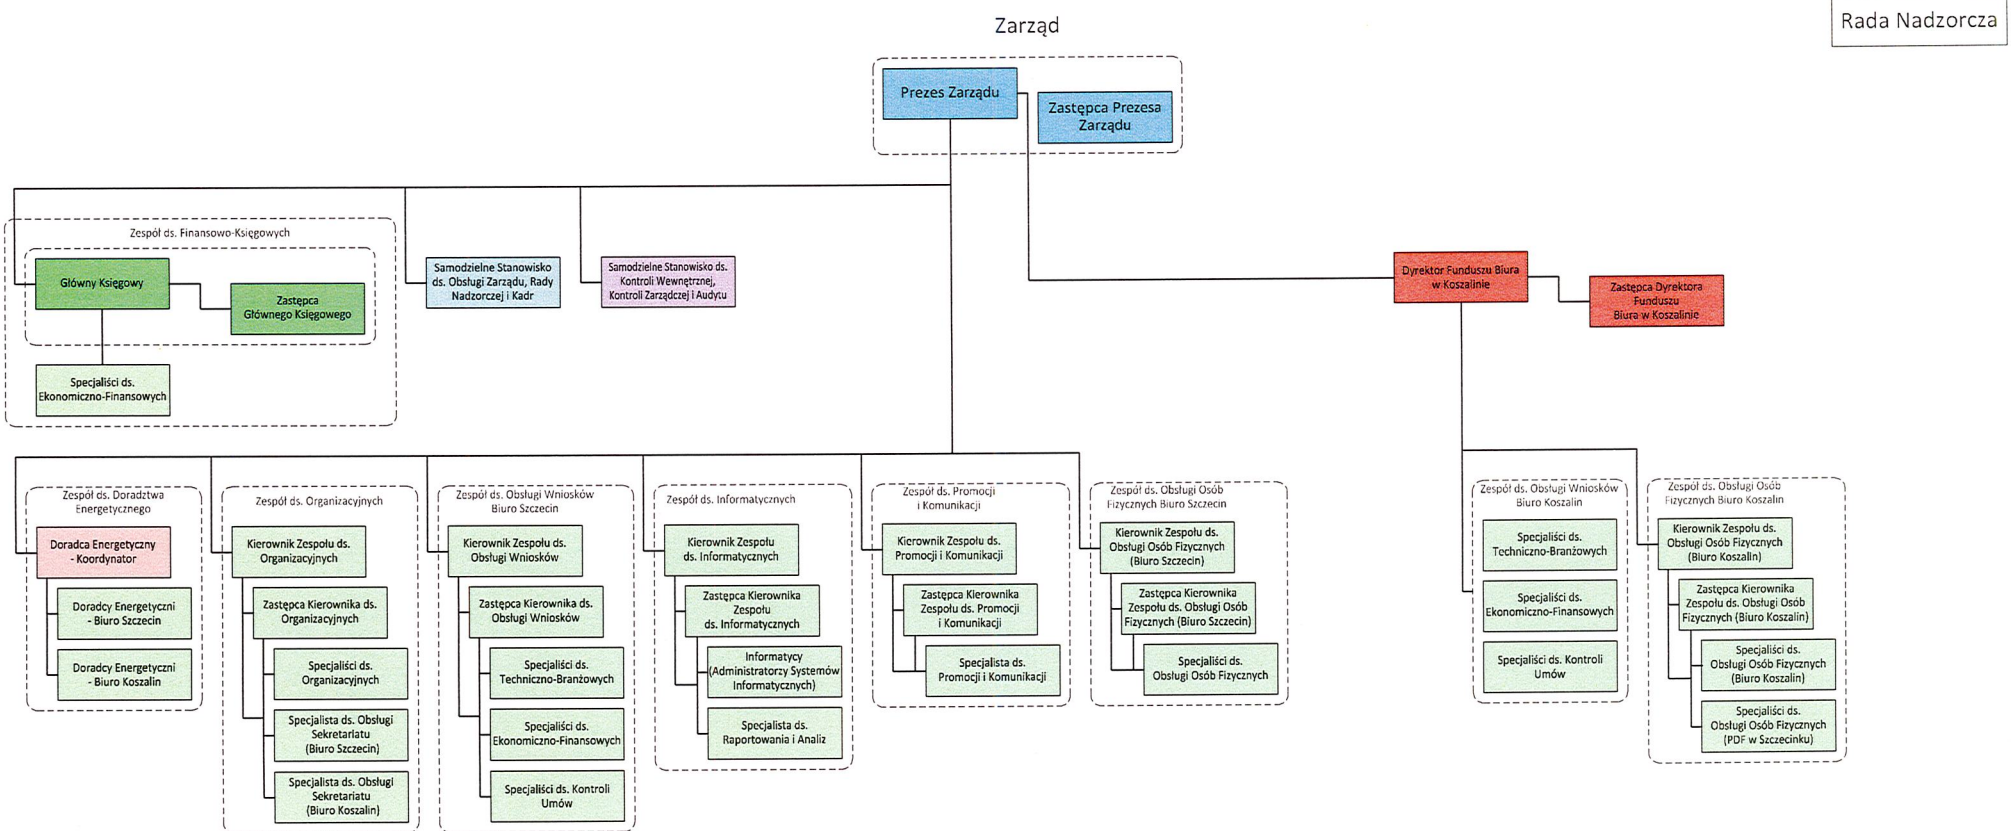 Zarząd
Rada Nadzorcza
Prezes Zarządu
Zastępca Prezesa
Zarządu
Zespół ds. Finansowo-Księgowych
Główny Księgowy
Zastępca
Głównego Księgowego
Specjaliści ds.
Ekonomiczno-Finansowych
Samodzielne Stanowisko
ds. Obsługi Zarządu, Rady
Nadzorczej i Kadr
Samodzielne Stanowisko ds.
Kontroli Wewnętrznej,
Kontroli Zarządczej i Audytu
Dyrektor Funduszu Biura
w Koszalinie
Zastępca Dyrektora
Funduszu
Biura w Koszalinie
Zespół ds. Doradztwa
Energetycznego
Doradca Energetyczny
- Koordynator
Doradcy Energetyczni
- Biuro Szczecin
Doradcy Energetyczni
- Biuro Koszalin
Zespół ds. Organizacyjnych
Kierownik Zespołu ds.
Organizacyjnych
Zastępca Kierownika ds.
Organizacyjnych
Specjaliści ds.
Organizacyjnych
Specjalista ds. Obsługi
Sekretariatu
(Biuro Szczecin)
Specjalista ds. Obsługi
Sekretariatu
(Biuro Koszalin)
Zespół ds. Obsługi Wniosków
Biuro Szczecin
Kierownik Zespołu ds.
Obsługi Wniosków
Zastępca Kierownika ds.
Obsługi Wniosków
Specjaliści ds.
Techniczno-Branżowych
Specjaliści ds.
Ekonomiczno-Finansowych
Specjaliści ds. Kontroli
Umów
Zespół ds. Informatycznych
Kierownik Zespołu
ds. Informatycznych
Zastępca Kierownika
Zespołu
ds. Informatycznych
Informatycy
(Administratorzy Systemów
Informatycznych)
Specjalista ds.
Raportowania i Analiz
Zespół ds. Promocji
i Komunikacji
Kierownik Zespołu ds.
Promocji i Komunikacji
Zastępca Kierownika
Zespołu ds. Promocji
i Komunikacji
Specjalista ds.
Promocji i Komunikacji
Zespół ds. Obsługi Osób
Fizycznych Biuro Szczecin
Kierownik Zespołu ds.
Obsługi Osób Fizycznych
(Biuro Szczecin)
Zastępca Kierownika
Zespołu ds. Obsługi Osób
Fizycznych (Biuro Szczecin)
Specjaliści ds.
Obsługi Osób Fizycznych
Zespół ds. Obsługi Wniosków
Biuro Koszalin
Specjaliści ds.
Techniczno-Branżowych
Specjaliści ds.
Ekonomiczno-Finansowych
Specjaliści ds. Kontroli
Umów
Zespół ds. Obsługi Osób
Fizycznych Biuro Koszalin
Kierownik Zespołu ds.
Obsługi Osób Fizycznych
(Biuro Koszalin)
Zastępca Kierownika
Zespołu ds. Obsługi Osób
Fizycznych (Biuro Koszalin)
Specjaliści ds.
Obsługi Osób Fizycznych
(Biuro Koszalin)
Specjaliści ds.
Obsługi Osób Fizycznych
(PDF w Szczecinku)